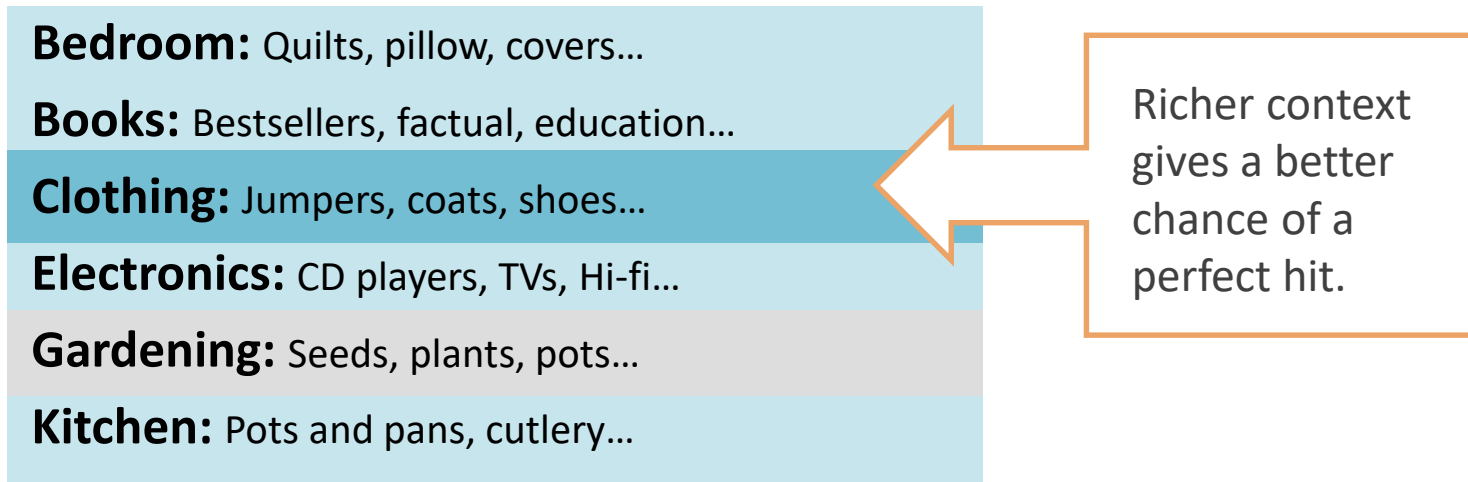 Bedroom: Quilts, pillow, covers…
Books: Bestsellers, factual, education…
Clothing: Jumpers, coats, shoes…
Electronics: CD players, TVs, Hi-fi…
Gardening: Seeds, plants, pots…
Kitchen: Pots and pans, cutlery…
Richer context
gives a better
chance of a
perfect hit.